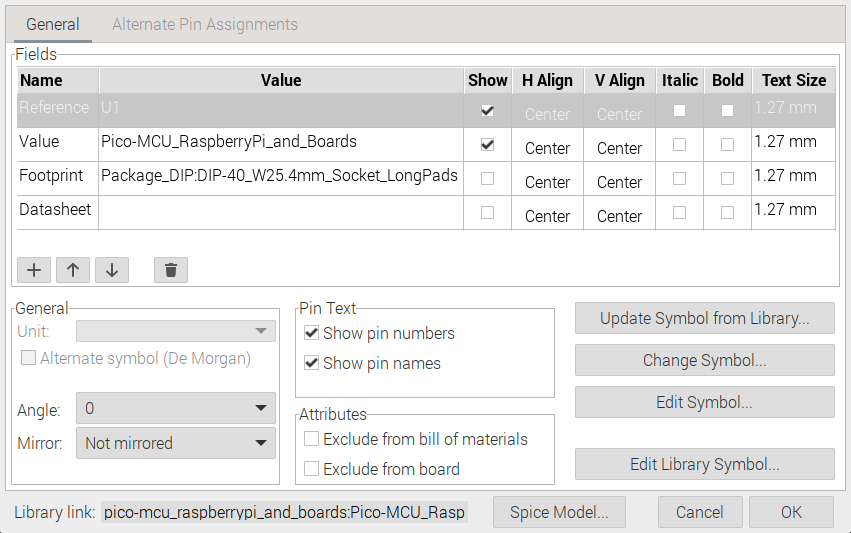 General Alternate Pin Assignments
Fields
Name Value Show H Align V Align Italic Bold Text Size
Reference U1 Center Center 1.27 mm
Value Pico-MCU_RaspberryPi_and_Boards Center Center 1.27 mm
Footprint Package_DIP:DIP-40_W25.4mm_Socket_LongPads Center Center 1.27 mm
Datasheet Center Center 1.27 mm
General
Unit:
Alternate symbol (De Morgan)
Angle: 0
Mirror: Not mirrored
Pin Text
Show pin numbers
Show pin names
Attributes
Exclude from bill of materials
Exclude from board
Update Symbol from Library...
Change Symbol...
Edit Symbol...
Edit Library Symbol...
Library link: pico-mcu_raspberrypi_and_boards:Pico-MCU_Rasp Spice Model... Cancel OK